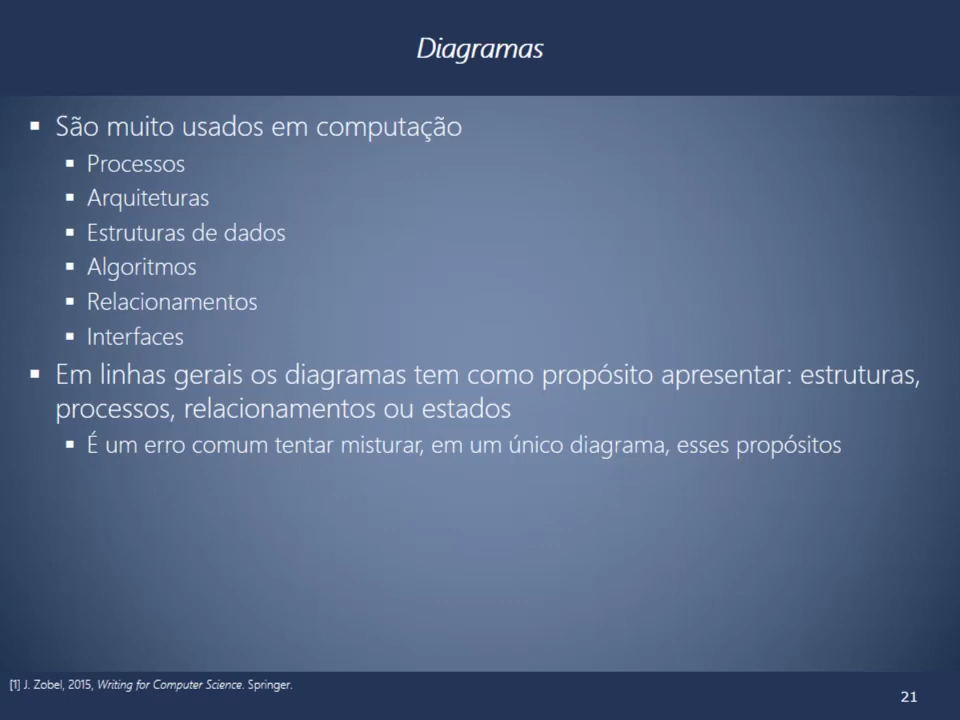 Diagramas
▪ São muito usados em computação
▪ Processos
▪ Arquiteturas
▪ Estruturas de dados
▪ Algoritmos
▪ Relacionamentos
▪ Interfaces
▪ Em linhas gerais os diagramas tem como propósito apresentar: estruturas,
processos, relacionamentos ou estados
▪ É um erro comum tentar misturar, em um único diagrama, esses propósitos
[1] J. Zobel, 2015, Writing for Computer Science. Springer.
21